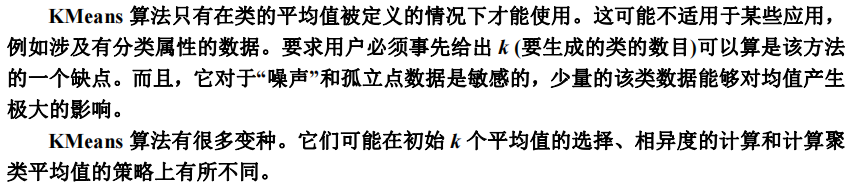 KMeans 算法只有在类的平均值被定义的情况下才能使用。这可能不适用于某些应用，
例如涉及有分类属性的数据。要求用户必须事先给出 k (要生成的类的数目)可以算是该方法
的一个缺点。而且，它对于“噪声”和孤立点数据是敏感的，少量的该类数据能够对均值产生
极大的影响。
KMeans 算法有很多变种。它们可能在初始 k 个平均值的选择、相异度的计算和计算聚
类平均值的策略上有所不同。